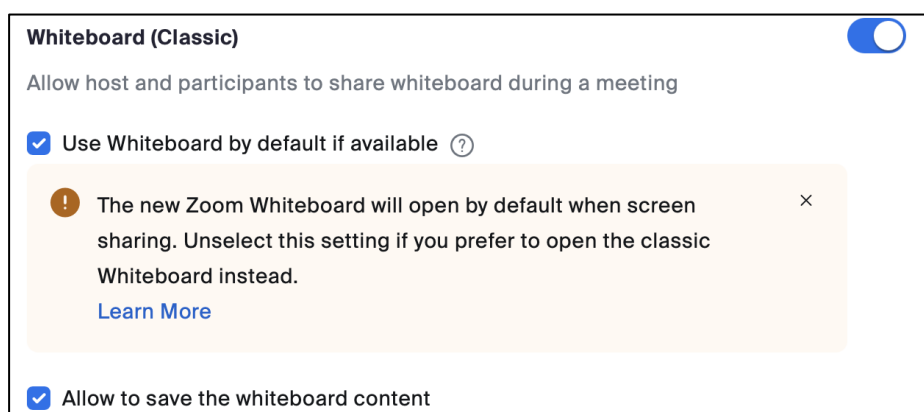 Whiteboard (Classic)
Allow host and participants to share whiteboard during a meeting
Use Whiteboard by default if available
The new Zoom Whiteboard will open by default when screen
sharing. Unselect this setting if you prefer to open the classic
Whiteboard instead.
Learn More
Allow to save the whiteboard content